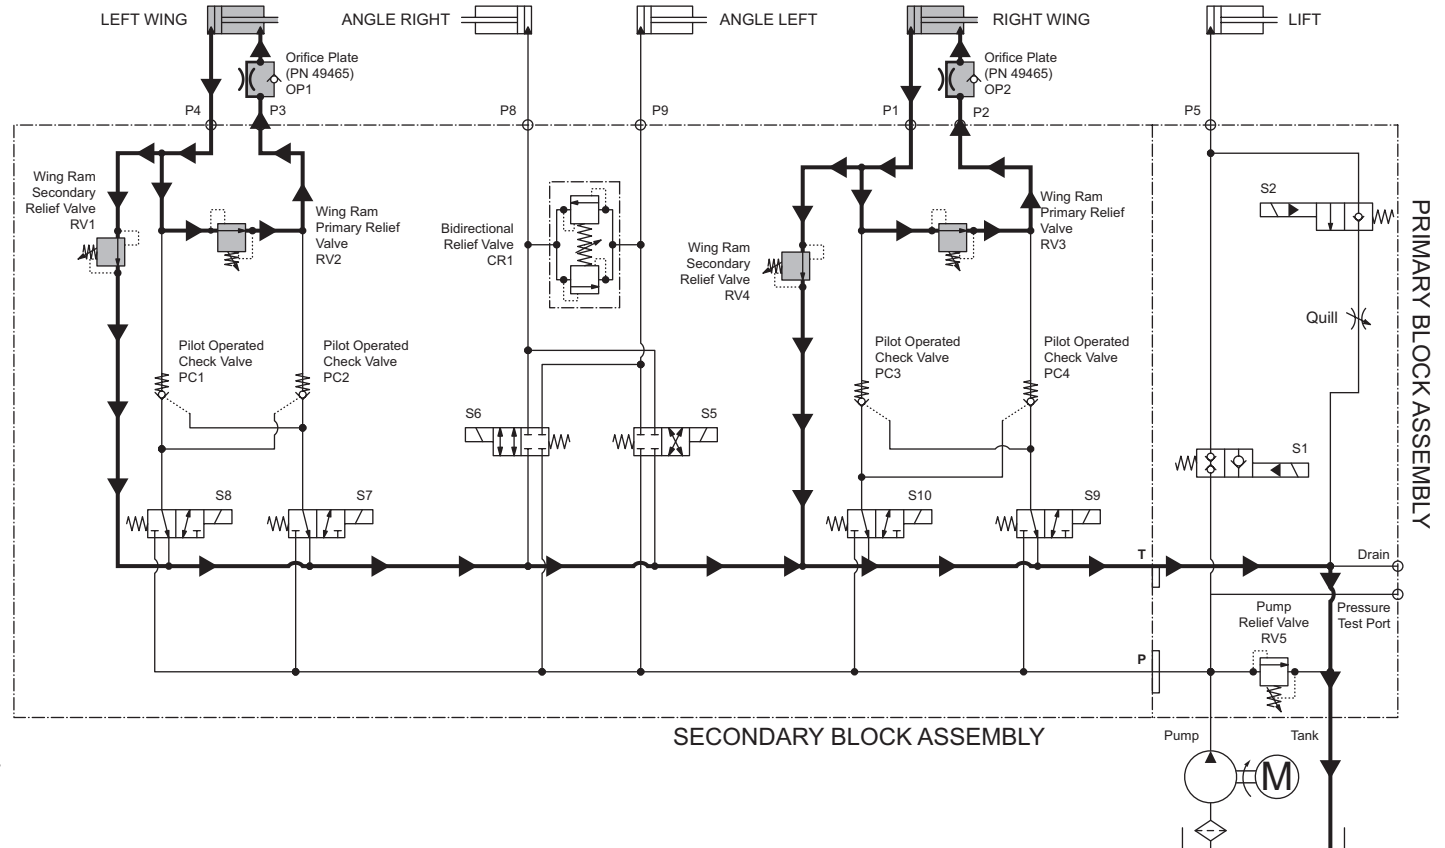 LEFT WING
ANGLE RIGHT
ANGLE LEFT
RIGHT WING
LIFT
Orifice Plate
(PN 49465)
OP1
Orifice Plate
(PN 49465)
OP2
P4
P3
P8
P9
P1
P2
P5
Wing Ram
Secondary
Relief Valve
RV1
Wing Ram
Primary Relief
Valve
RV2
Bidirectional
Relief Valve
CR1
Wing Ram
Secondary
Relief Valve
RV4
Wing Ram
Primary Relief
Valve
RV3
S2
Quill
PRIMARY BLOCK ASSEMBLY
Pilot Operated
Check Valve
PC1
Pilot Operated
Check Valve
PC2
Pilot Operated
Check Valve
PC3
Pilot Operated
Check Valve
PC4
S6
S5
S1
S8
S7
S10
S9
T
Drain
Pressure
Test Port
Pump
Relief Valve
RV5
P
SECONDARY BLOCK ASSEMBLY
Pump
Tank
M